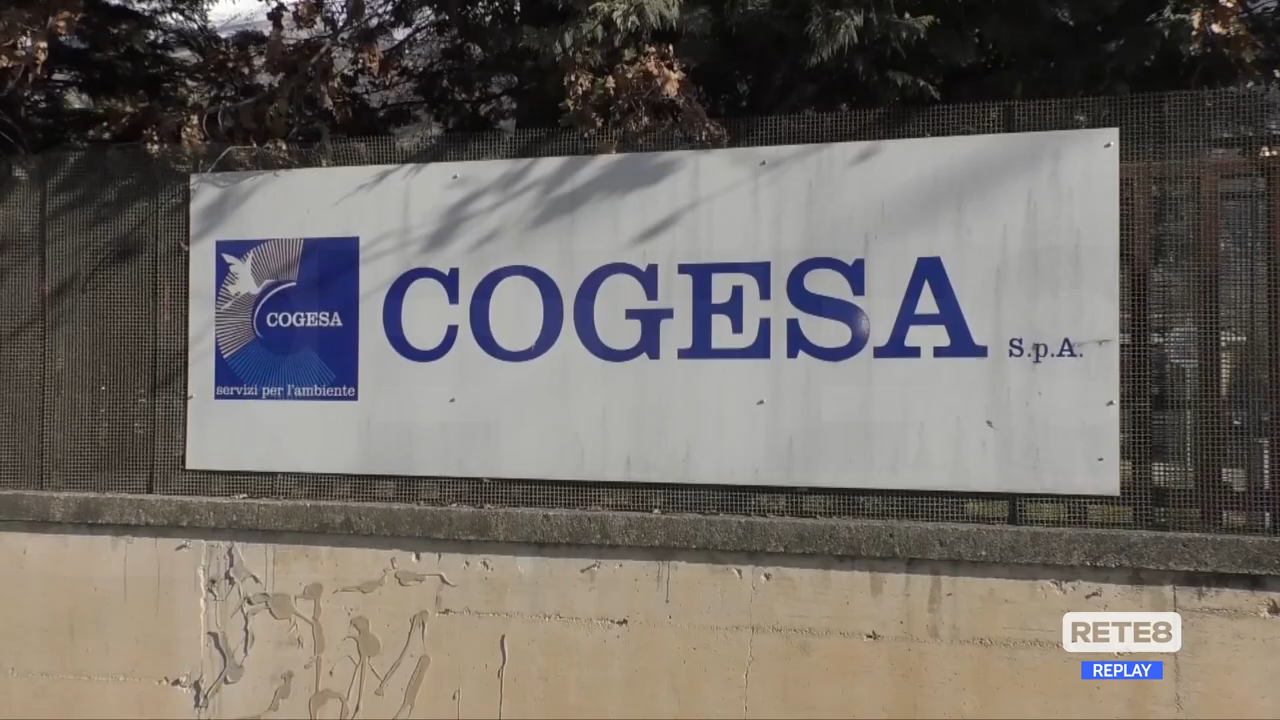 COGESA
servizi per l'ambiente
COGESA S.p.A.
RETE8
REPLAY